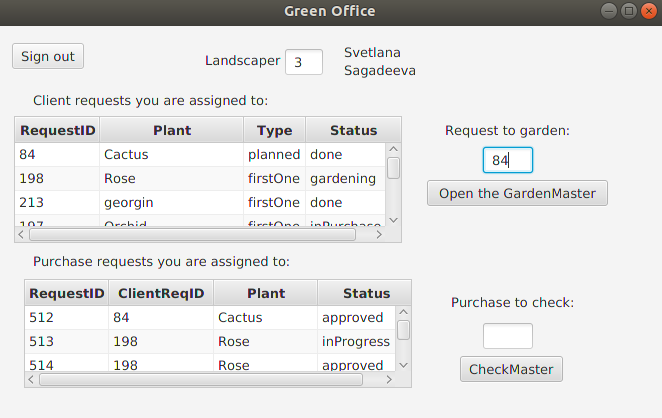 Green Office
Sign out
Landscaper 3 Svetlana
Sagadeeva
Client requests you are assigned to:
RequestID Plant Type Status
84 Cactus planned done
198 Rose firstOne gardening
213 georgin firstOne done
197 Orchid firstOne inPurchase
Request to garden:
84
Open the GardenMaster
Purchase requests you are assigned to:
RequestID ClientReqID Plant Status
512 84 Cactus approved
513 198 Rose inProgress
514 198 Rose approved
Purchase to check:
CheckMaster